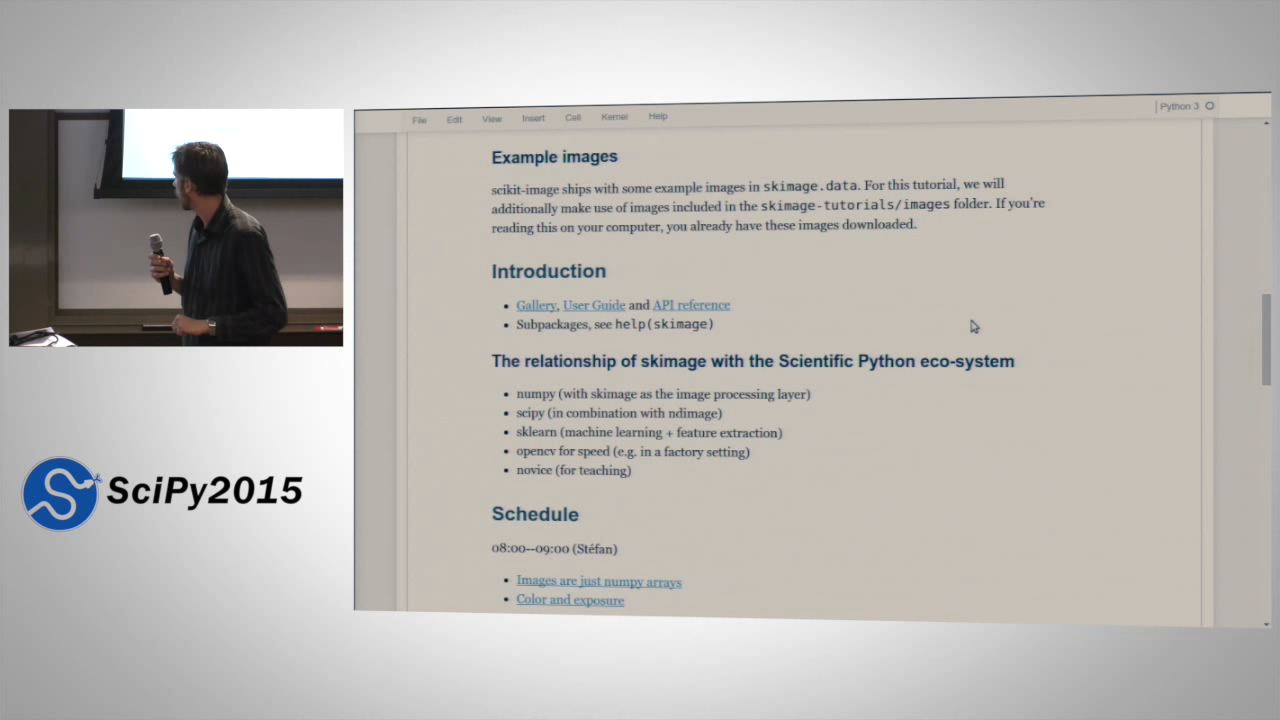 File Edit View Insert Cell Kernel Help
Python 3
Example images
scikit-image ships with some example images in skimage.data. For this tutorial, we will
additionally make use of images included in the skimage-tutorials/images folder. If you're
reading this on your computer, you already have these images downloaded.
Introduction
Gallery, User Guide and API reference
Subpackages, see help(skimage)
The relationship of skimage with the Scientific Python eco-system
numpy (with skimage as the image processing layer)
scipy (in combination with ndimage)
sklearn (machine learning + feature extraction)
opencv for speed (e.g. in a factory setting)
novice (for teaching)
Schedule
08:00--09:00 (Stéfan)
Images are just numpy arrays
Color and exposure
SciPy2015